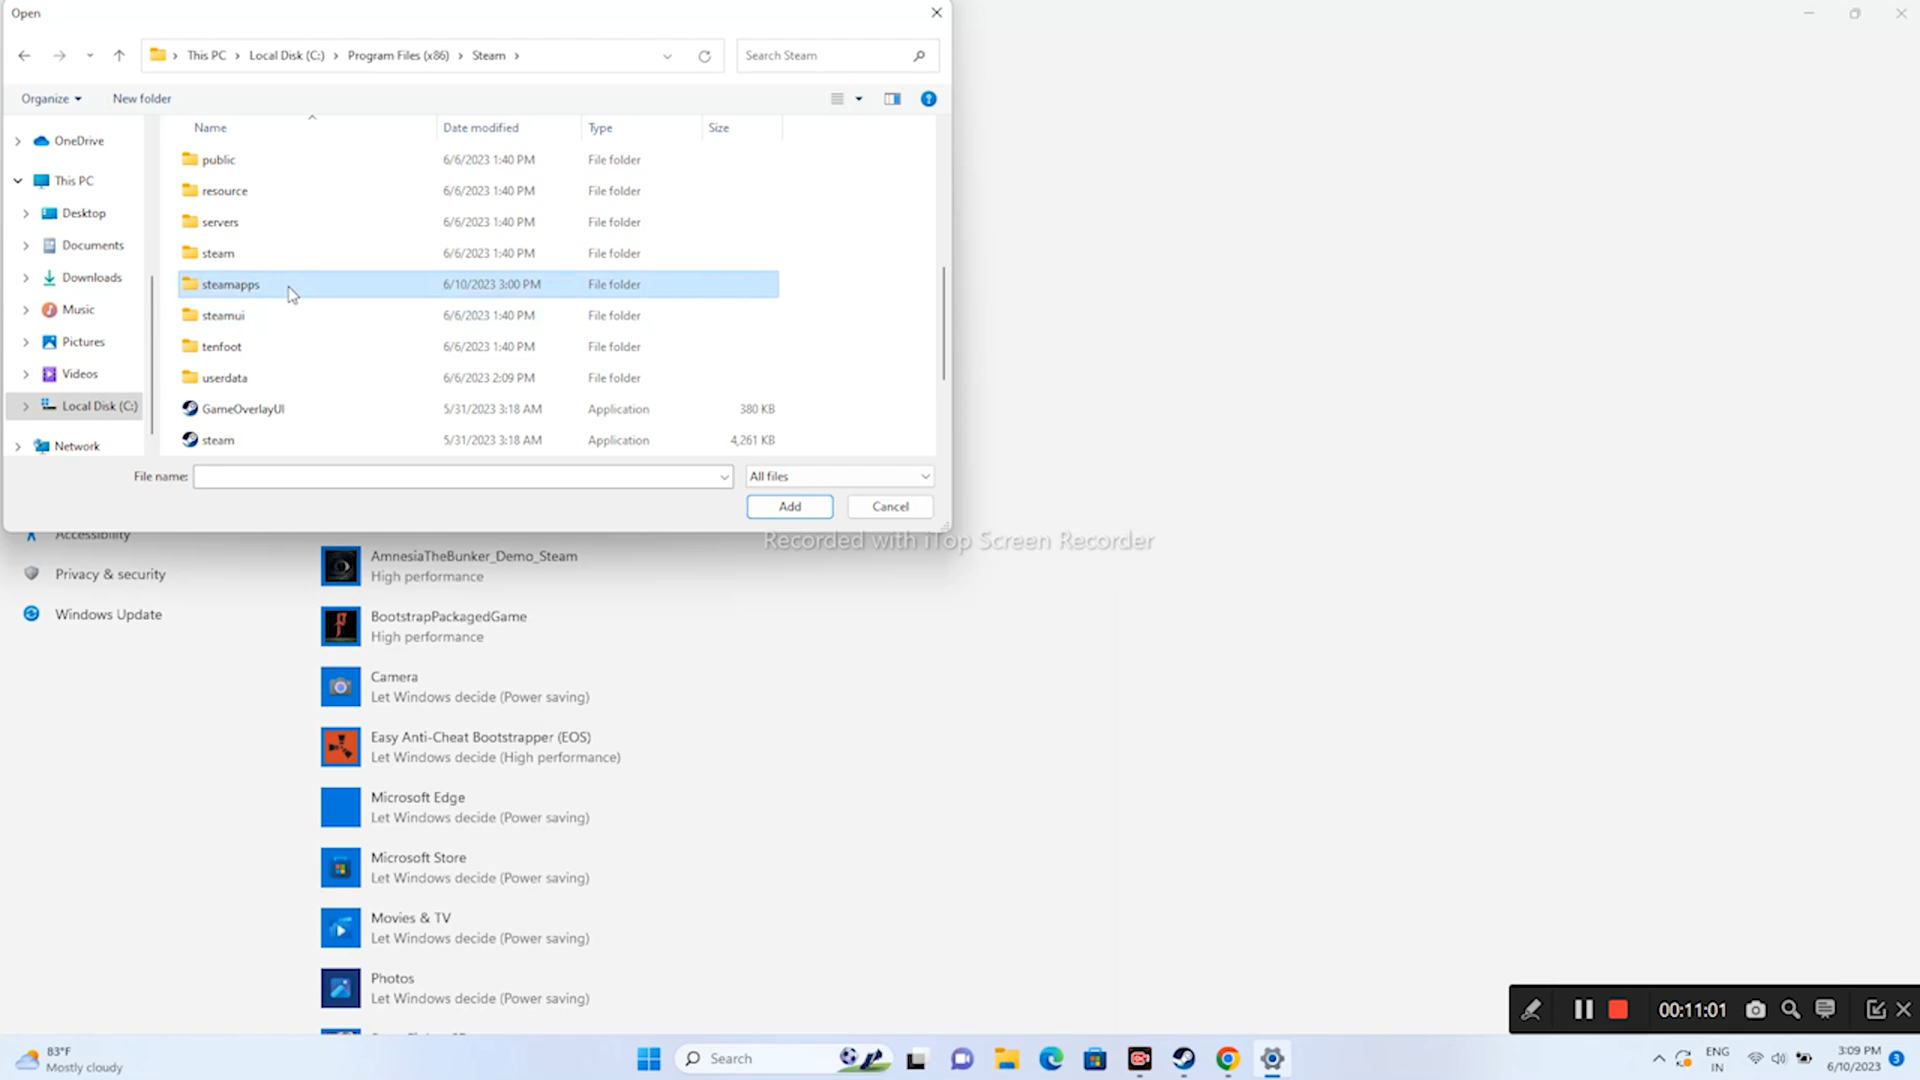 Open
This PC > Local Disk (C:) > Program Files (x86) > Steam >
Search Steam
Organize
New folder
Name
Date modified
Type
Size
OneDrive
This PC
Desktop
Documents
Downloads
Music
Pictures
Videos
Local Disk (C:)
Network
public 6/6/2023 1:40 PM File folder
resource 6/6/2023 1:40 PM File folder
servers 6/6/2023 1:40 PM File folder
steam 6/6/2023 1:40 PM File folder
steamapps 6/10/2023 3:00 PM File folder
steamui 6/6/2023 1:40 PM File folder
tenfoot 6/6/2023 1:40 PM File folder
userdata 6/6/2023 2:09 PM File folder
GameOverlayUI 5/31/2023 3:18 AM Application 380 KB
steam 5/31/2023 3:18 AM Application 4,261 KB
File name:
All files
Add
Cancel
Recorded with iTop Screen Recorder
Accessibility
Privacy & security
Windows Update
AmnesiaTheBunker_Demo_Steam
High performance
BootstrapPackagedGame
High performance
Camera
Let Windows decide (Power saving)
Easy Anti-Cheat Bootstrapper (EOS)
Let Windows decide (High performance)
Microsoft Edge
Let Windows decide (Power saving)
Microsoft Store
Let Windows decide (Power saving)
Movies & TV
Let Windows decide (Power saving)
Photos
Let Windows decide (Power saving)
00:11:01
83°F
Mostly cloudy
Search
ENG
IN
3:09 PM
6/10/2023
3